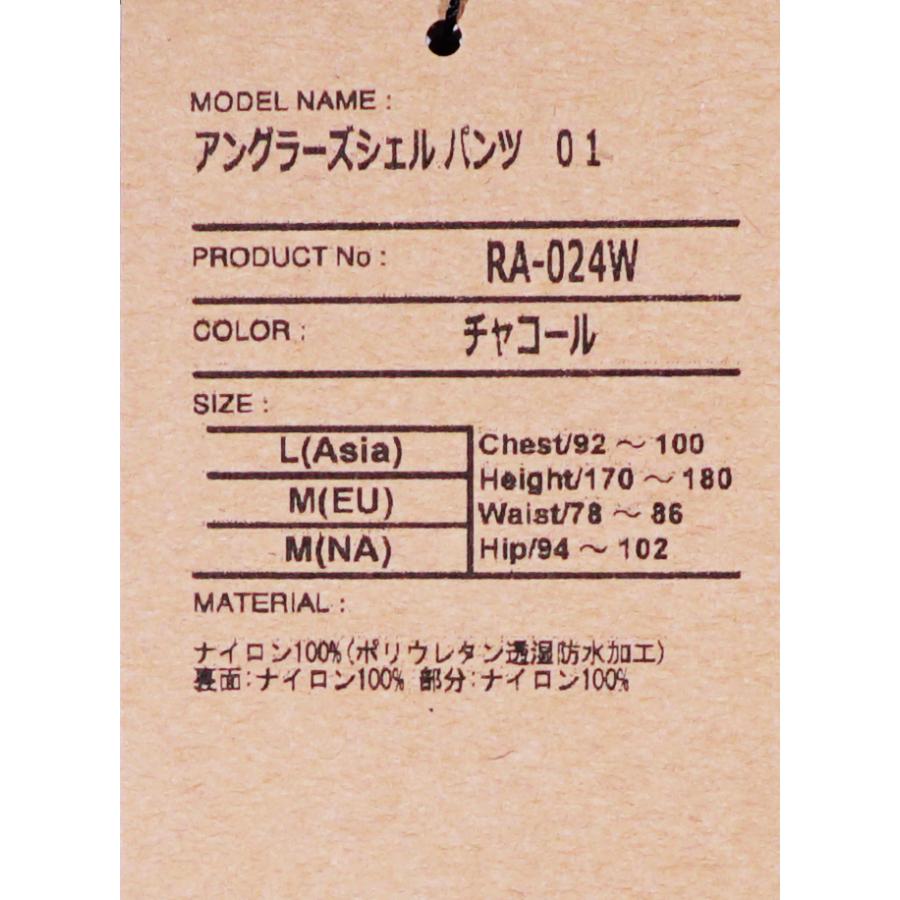 MODEL NAME :
アングラーズシェル パンツ 01
PRODUCT No : RA-024W
COLOR : チャコール
SIZE :
L(Asia)
M(EU)
M(NA)
Chest/92 ～ 100
Height/170 ～ 180
Waist/78 ～ 86
Hip/94 ～ 102
MATERIAL :
ナイロン100%(ポリウレタン透湿防水加工)
裏面:ナイロン100% 部分:ナイロン100%